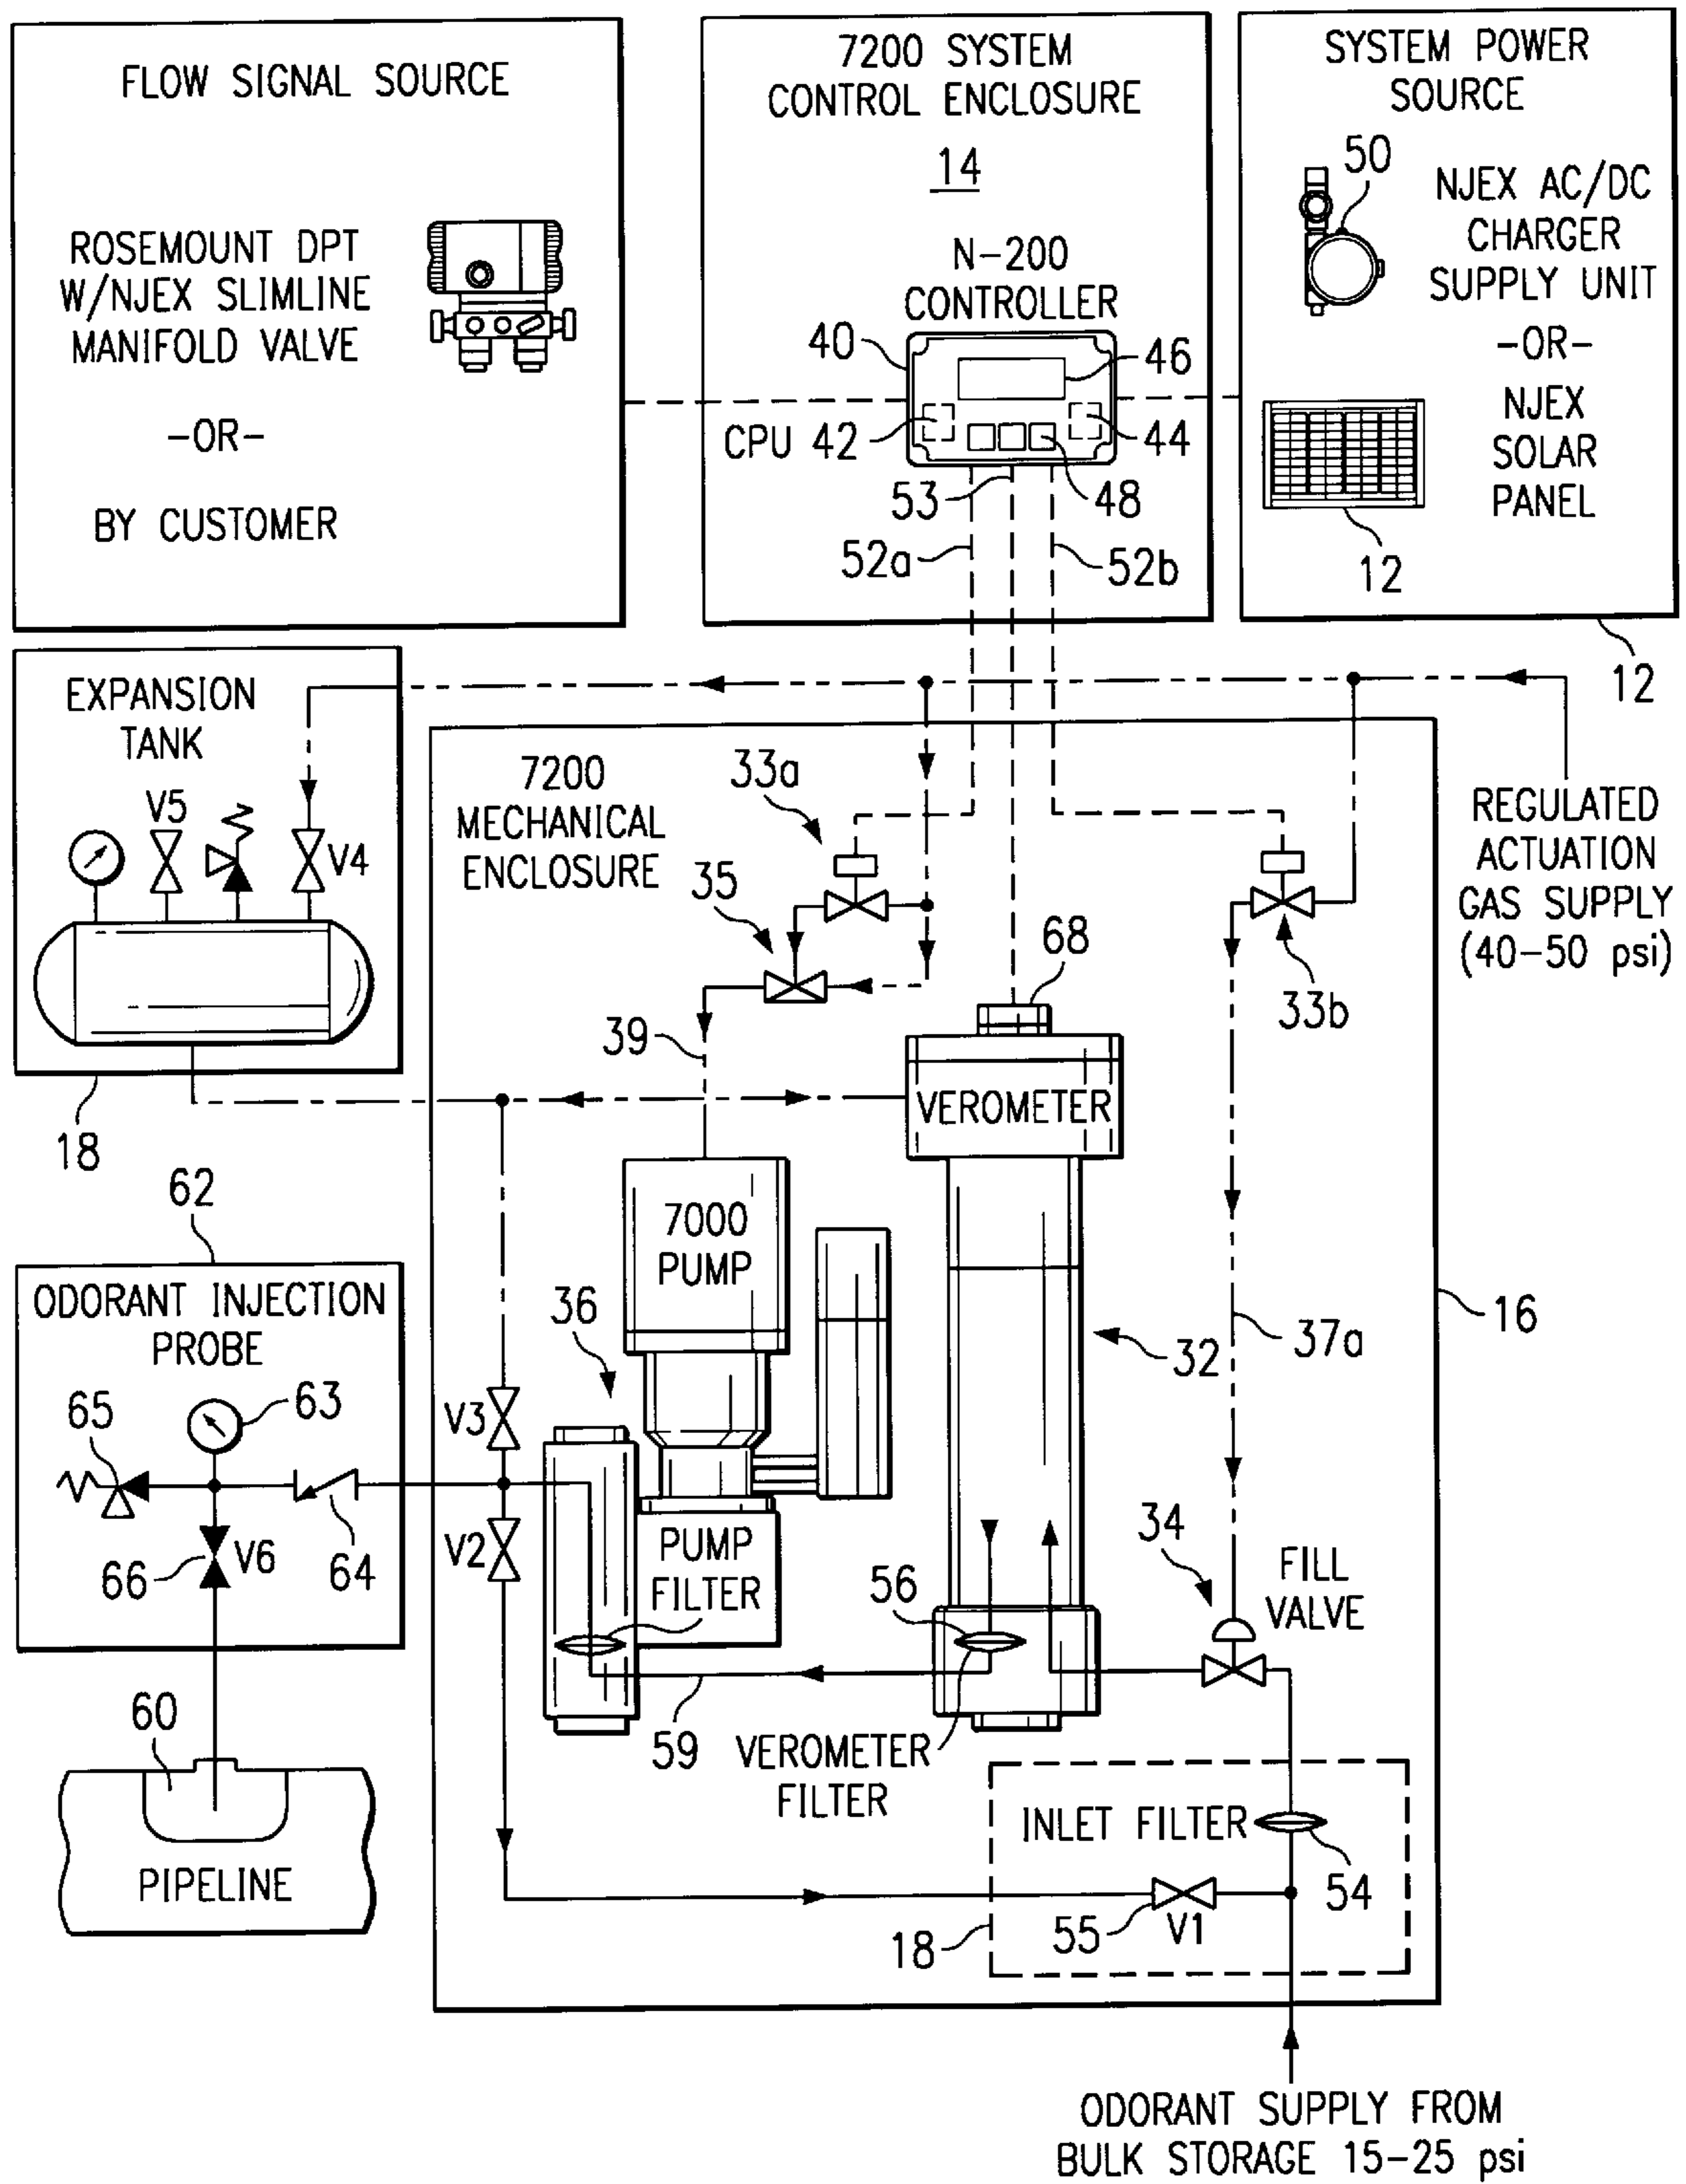 FLOW SIGNAL SOURCE
ROSEMOUNT DPT
W/NJEX SLIMLINE
MANIFOLD VALVE
-OR-
BY CUSTOMER
7200 SYSTEM
CONTROL ENCLOSURE
14
N-200
CONTROLLER
40
46
CPU 42
44
53
48
52a
52b
SYSTEM POWER
SOURCE
50
NJEX AC/DC
CHARGER
SUPPLY UNIT
-OR-
NJEX
SOLAR
PANEL
12
12
EXPANSION
TANK
V5
V4
18
7200
MECHANICAL
ENCLOSURE
33a
35
39
68
33b
REGULATED
ACTUATION
GAS SUPPLY
(40-50 psi)
VEROMETER
62
ODORANT INJECTION
PROBE
65
63
66
V6
64
7000
PUMP
36
V3
V2
PUMP
FILTER
32
37a
16
34
FILL
VALVE
56
59
VEROMETER
FILTER
60
PIPELINE
INLET FILTER
54
55
V1
18
ODORANT SUPPLY FROM
BULK STORAGE 15-25 psi